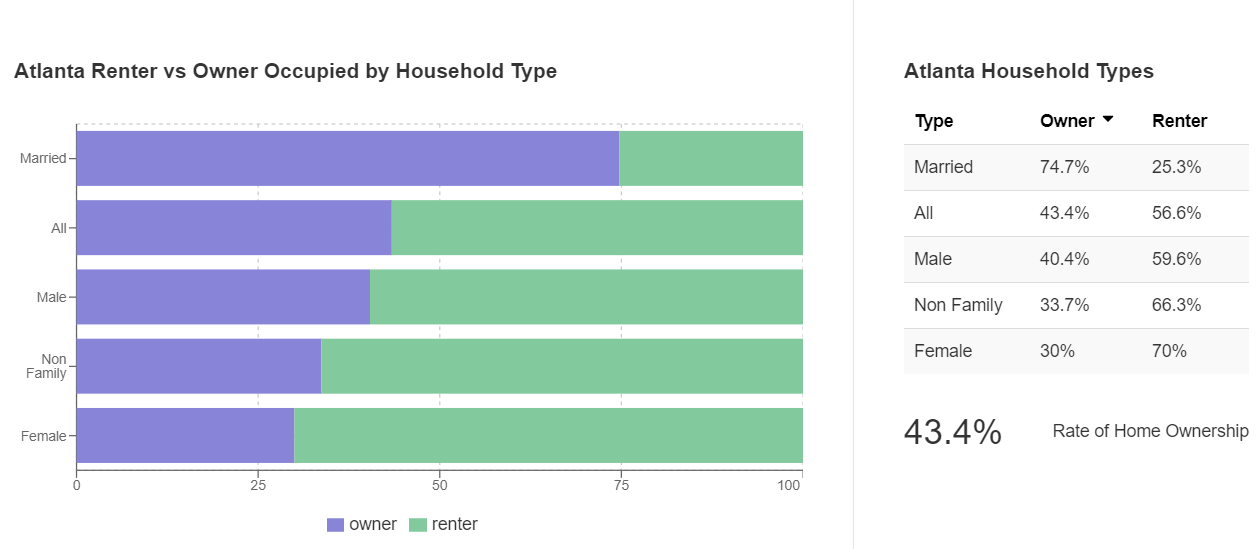 Atlanta Renter vs Owner Occupied by Household Type
Married
All
Male
Non
Family
Female
0 25 50 75 100
owner renter
Atlanta Household Types
Type Owner Renter
Married 74.7% 25.3%
All 43.4% 56.6%
Male 40.4% 59.6%
Non Family 33.7% 66.3%
Female 30% 70%
43.4% Rate of Home Ownership